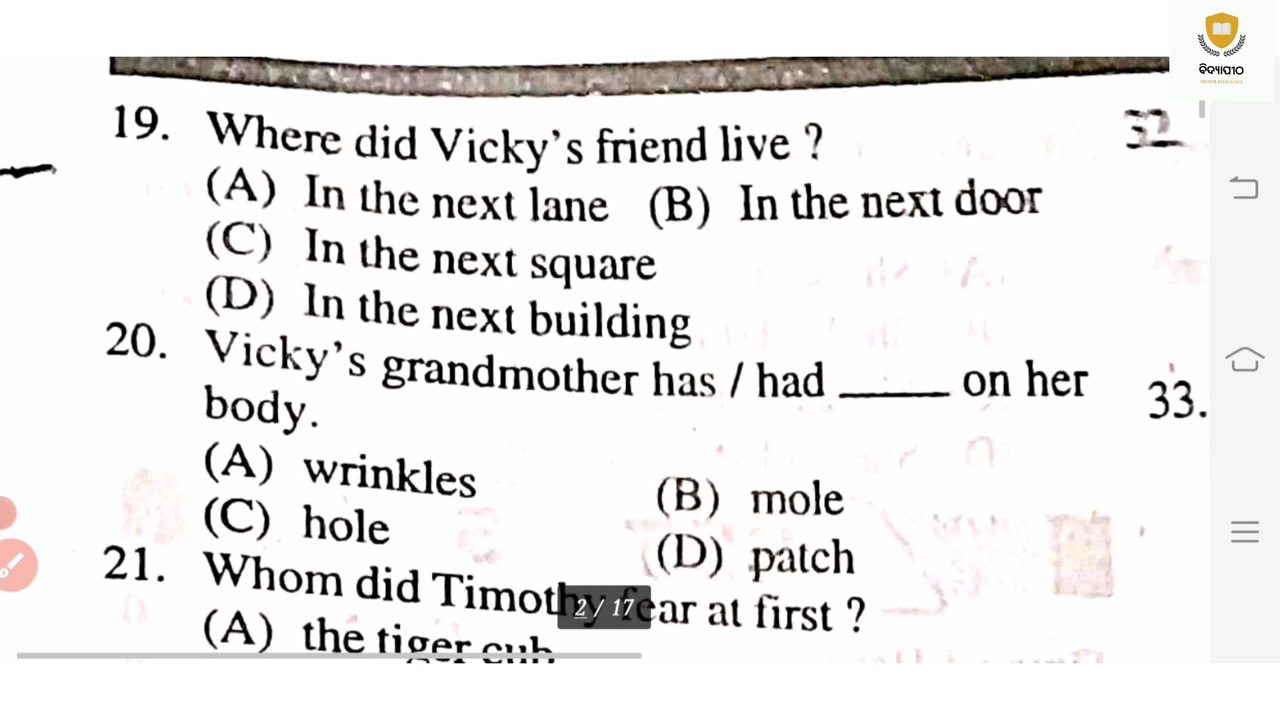 ବିଦ୍ୟାପୀଠ
19. Where did Vicky's friend live ?
(A) In the next lane (B) In the next door
(C) In the next square
(D) In the next building
20. Vicky's grandmother has / had _____ on her
body.
(A) wrinkles (B) mole
(C) hole (D) patch
21. Whom did Timothy fear at first ?
(A) the tiger cub
32
33.
2 / 17